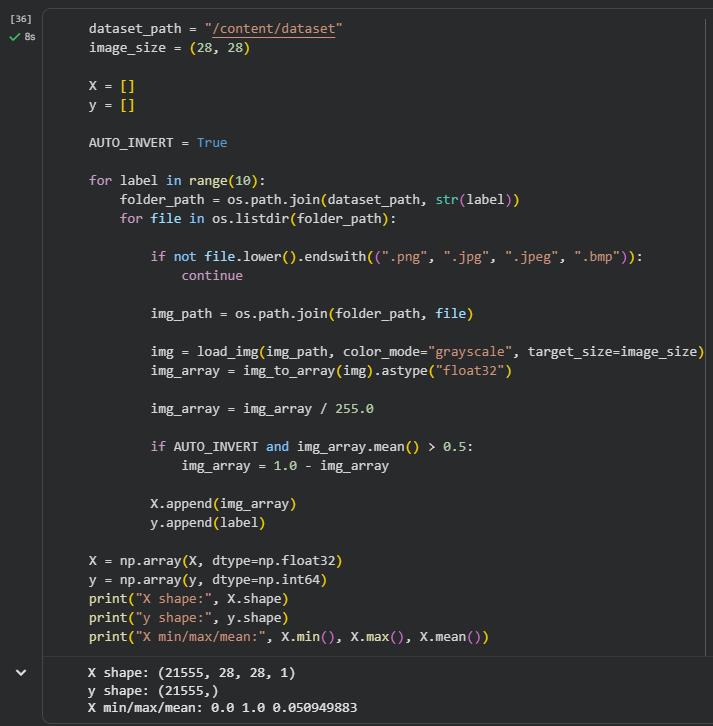 [36]
8s
dataset_path = "/content/dataset"
image_size = (28, 28)
X = []
y = []
AUTO_INVERT = True
for label in range(10):
    folder_path = os.path.join(dataset_path, str(label))
    for file in os.listdir(folder_path):
        if not file.lower().endswith((".png", ".jpg", ".jpeg", ".bmp")):
            continue
        img_path = os.path.join(folder_path, file)
        img = load_img(img_path, color_mode="grayscale", target_size=image_size)
        img_array = img_to_array(img).astype("float32")
        img_array = img_array / 255.0
        if AUTO_INVERT and img_array.mean() > 0.5:
            img_array = 1.0 - img_array
        X.append(img_array)
        y.append(label)
X = np.array(X, dtype=np.float32)
y = np.array(y, dtype=np.int64)
print("X shape:", X.shape)
print("y shape:", y.shape)
print("X min/max/mean:", X.min(), X.max(), X.mean())
X shape: (21555, 28, 28, 1)
y shape: (21555,)
X min/max/mean: 0.0 1.0 0.050949883